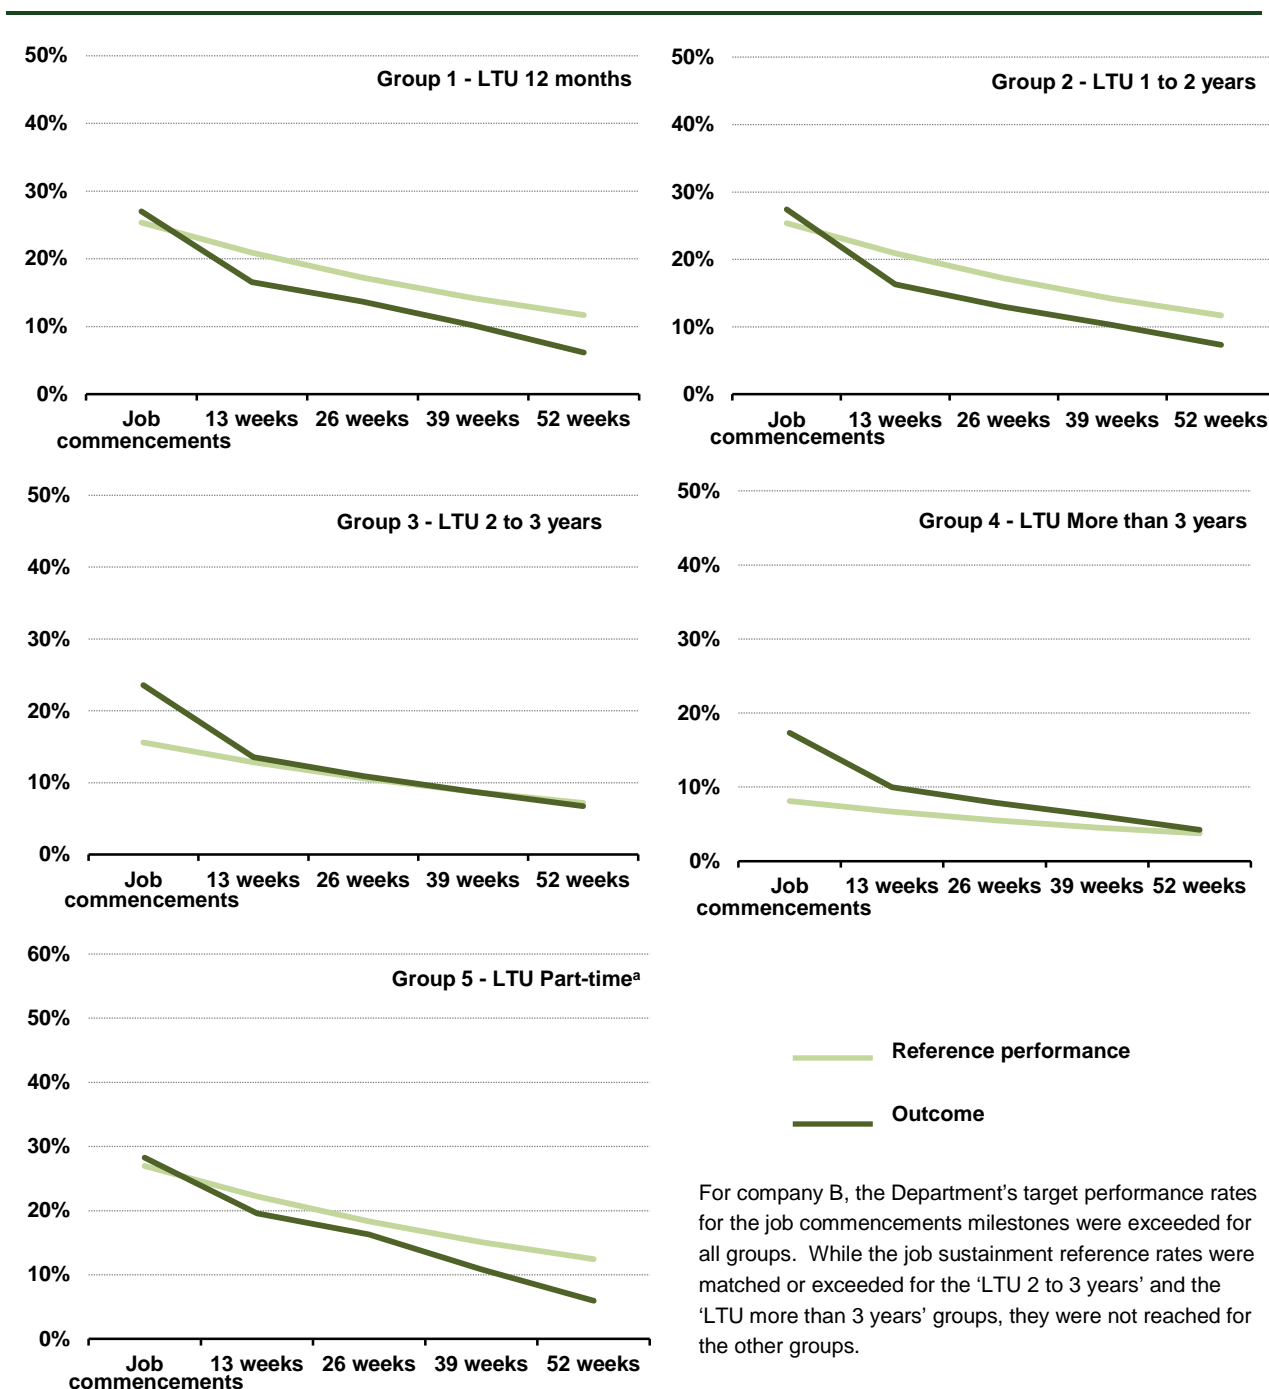 Group 1 - LTU 12 months
50%
40%
30%
20%
10%
0%
Job 13 weeks 26 weeks 39 weeks 52 weeks
commencements
Group 2 - LTU 1 to 2 years
50%
40%
30%
20%
10%
0%
Job 13 weeks 26 weeks 39 weeks 52 weeks
commencements
Group 3 - LTU 2 to 3 years
50%
40%
30%
20%
10%
0%
Job 13 weeks 26 weeks 39 weeks 52 weeks
commencements
Group 4 - LTU More than 3 years
50%
40%
30%
20%
10%
0%
Job 13 weeks 26 weeks 39 weeks 52 weeks
commencements
Group 5 - LTU Part-timeᵃ
60%
50%
40%
30%
20%
10%
0%
Job 13 weeks 26 weeks 39 weeks 52 weeks
commencements
Reference performance
Outcome
For company B, the Department’s target performance rates
for the job commencements milestones were exceeded for
all groups.  While the job sustainment reference rates were
matched or exceeded for the ‘LTU 2 to 3 years’ and the
‘LTU more than 3 years’ groups, they were not reached for
the other groups.